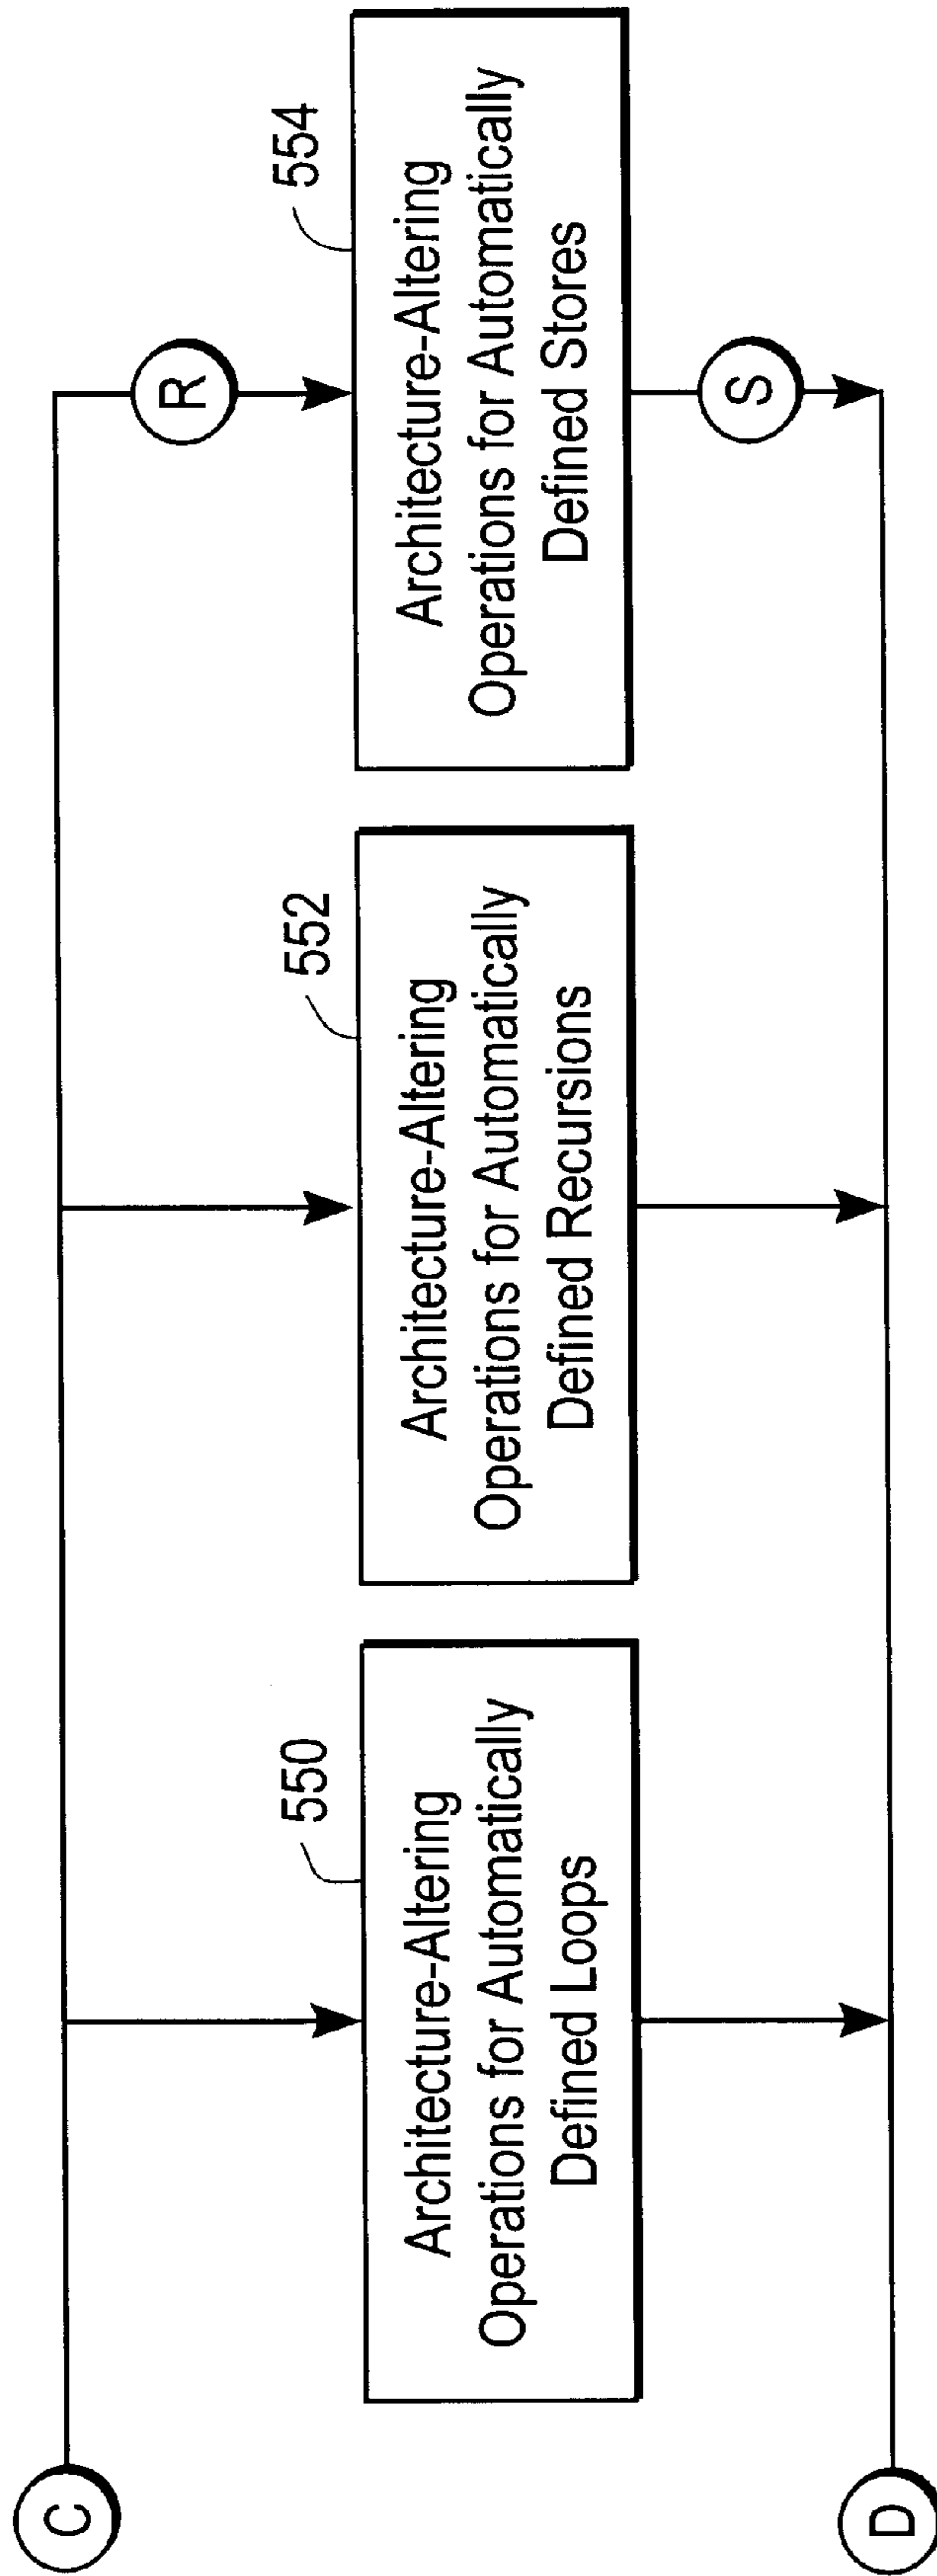 C
R
550
Architecture-Altering
Operations for Automatically
Defined Loops
552
Architecture-Altering
Operations for Automatically
Defined Recursions
554
Architecture-Altering
Operations for Automatically
Defined Stores
S
D